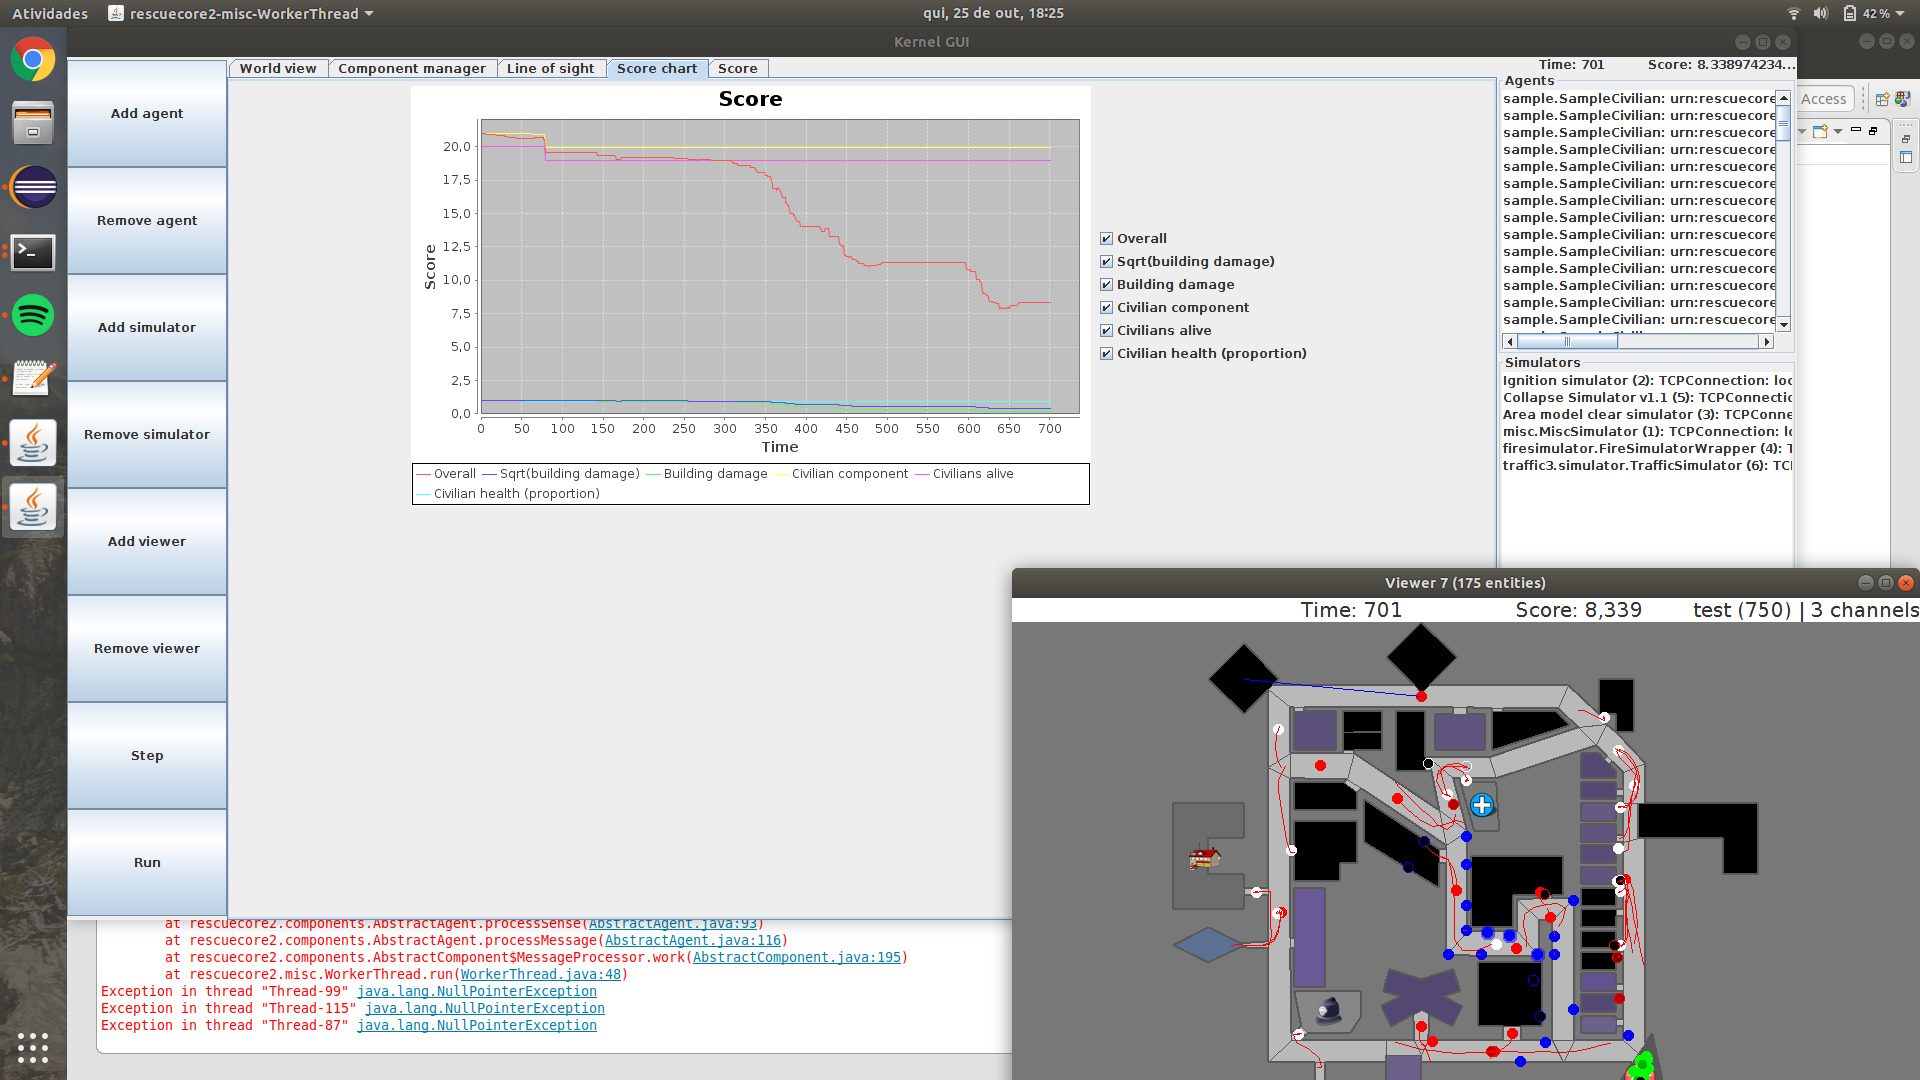 Atividades
rescuecore2-misc-WorkerThread
qui, 25 de out, 18:25
42 %
Kernel GUI
Add agent
Remove agent
Add simulator
Remove simulator
Add viewer
Remove viewer
Step
Run
World view
Component manager
Line of sight
Score chart
Score
Time: 701
Score: 8.338974234...
Score
20,0
17,5
15,0
12,5
10,0
7,5
5,0
2,5
0,0
Score
0 50 100 150 200 250 300 350 400 450 500 550 600 650 700
Time
Overall Sqrt(building damage) Building damage Civilian component Civilians alive
Civilian health (proportion)
Overall
Sqrt(building damage)
Building damage
Civilian component
Civilians alive
Civilian health (proportion)
Agents
sample.SampleCivilian: urn:rescuecore
sample.SampleCivilian: urn:rescuecore
sample.SampleCivilian: urn:rescuecore
sample.SampleCivilian: urn:rescuecore
sample.SampleCivilian: urn:rescuecore
sample.SampleCivilian: urn:rescuecore
sample.SampleCivilian: urn:rescuecore
sample.SampleCivilian: urn:rescuecore
sample.SampleCivilian: urn:rescuecore
sample.SampleCivilian: urn:rescuecore
sample.SampleCivilian: urn:rescuecore
sample.SampleCivilian: urn:rescuecore
sample.SampleCivilian: urn:rescuecore
sample.SampleCivilian: urn:rescuecore
Simulators
Ignition simulator (2): TCPConnection: loc
Collapse Simulator v1.1 (5): TCPConnectio
Area model clear simulator (3): TCPConne
misc.MiscSimulator (1): TCPConnection: lo
firesimulator.FireSimulatorWrapper (4): T
traffic3.simulator.TrafficSimulator (6): TCI
Access
at rescuecore2.components.AbstractAgent.processSense(AbstractAgent.java:93)
at rescuecore2.components.AbstractAgent.processMessage(AbstractAgent.java:116)
at rescuecore2.components.AbstractComponent$MessageProcessor.work(AbstractComponent.java:195)
at rescuecore2.misc.WorkerThread.run(WorkerThread.java:48)
Exception in thread "Thread-99" java.lang.NullPointerException
Exception in thread "Thread-115" java.lang.NullPointerException
Exception in thread "Thread-87" java.lang.NullPointerException
Viewer 7 (175 entities)
Time: 701
Score: 8,339
test (750) | 3 channels